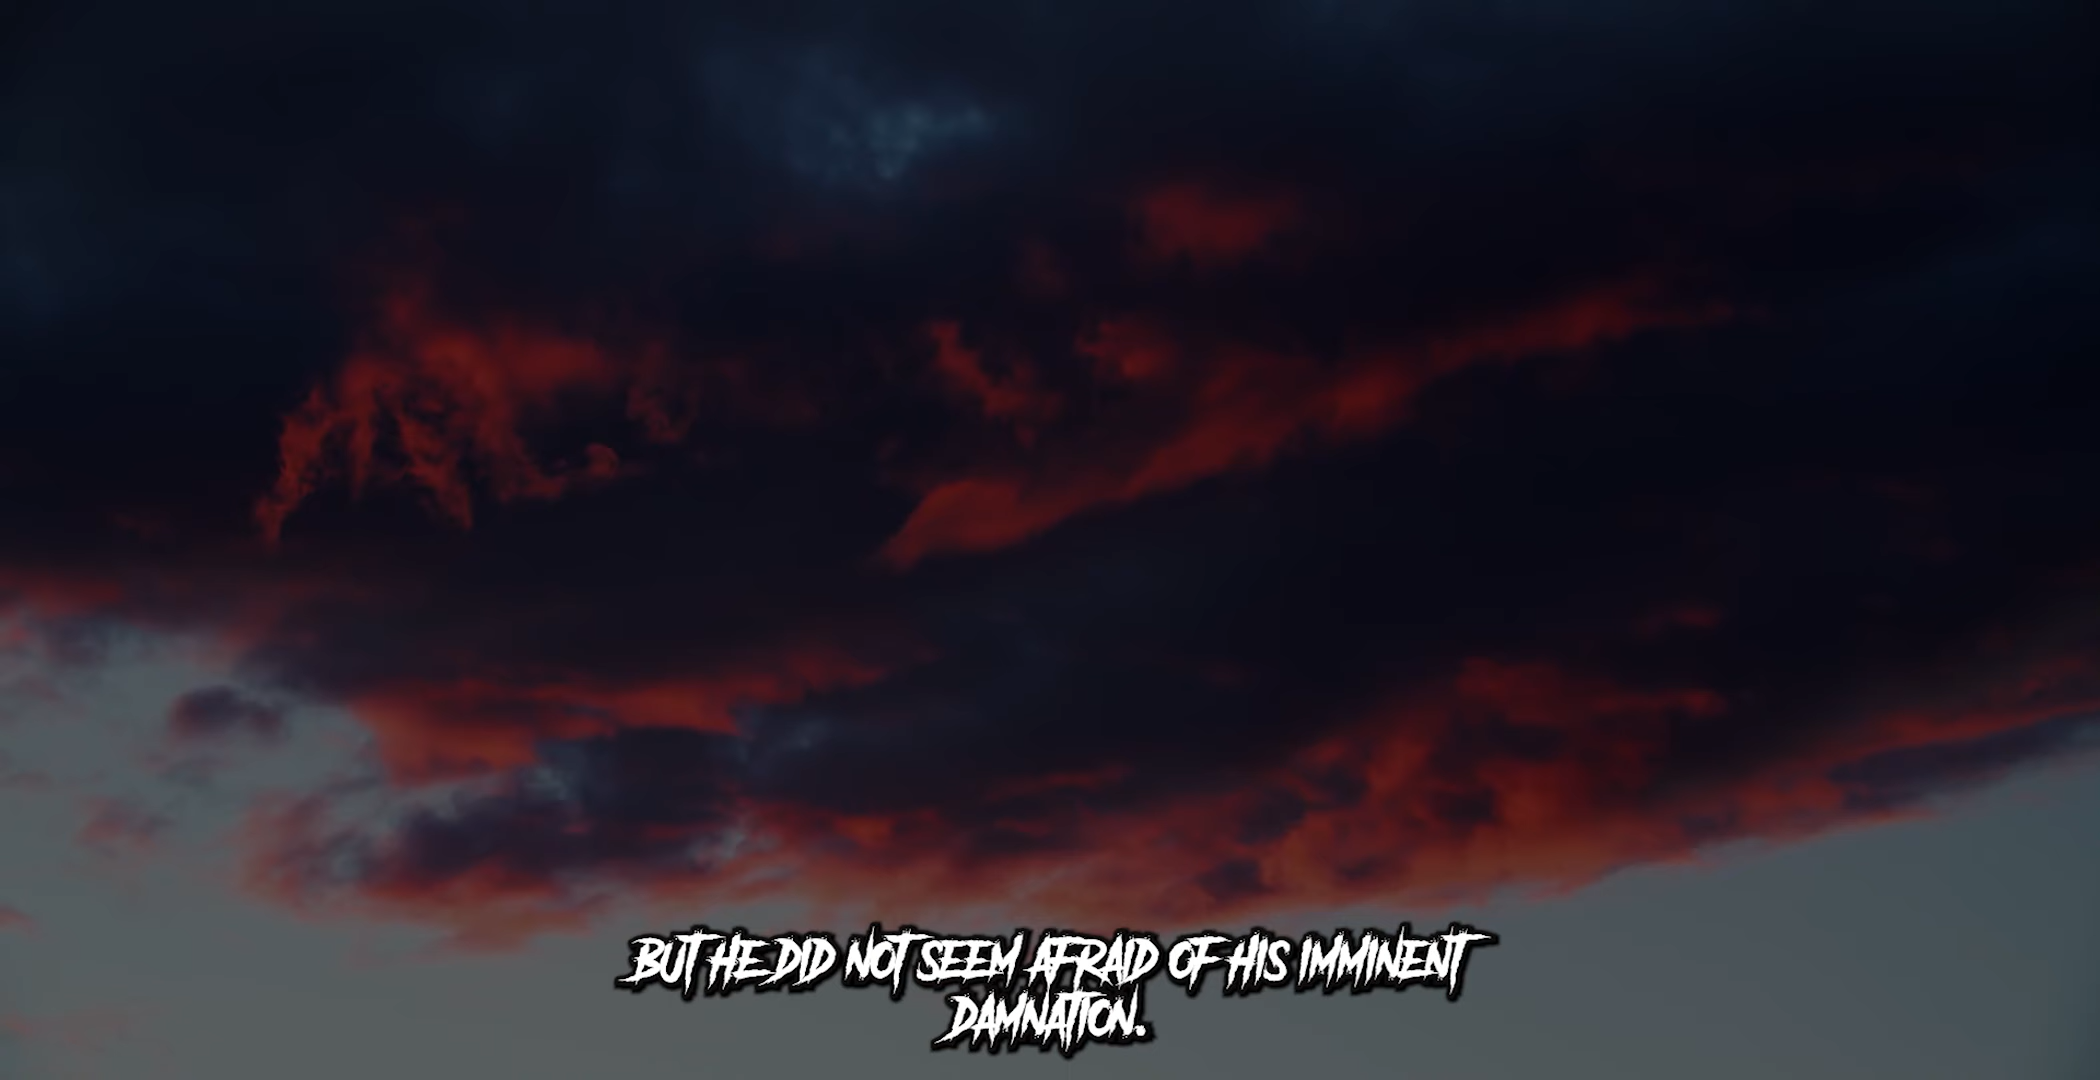 BUT HE DID NOT SEEM AFRAID OF HIS IMMINENT
DAMNATION.